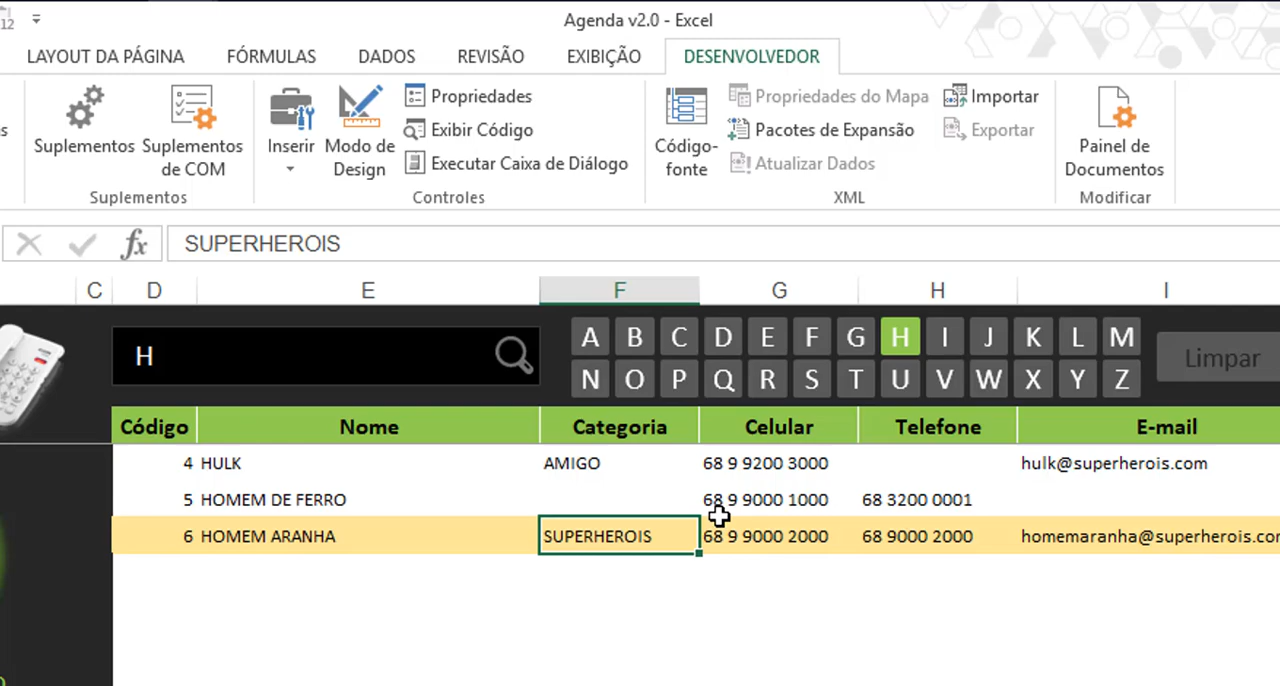 12
Agenda v2.0 - Excel
LAYOUT DA PÁGINA FÓRMULAS DADOS REVISÃO EXIBIÇÃO DESENVOLVEDOR
s Suplementos Suplementos de COM
Suplementos
Inserir Modo de Design
Propriedades
Exibir Código
Executar Caixa de Diálogo
Controles
Código-fonte
Propriedades do Mapa
Pacotes de Expansão
Atualizar Dados
Importar
Exportar
XML
Painel de Documentos
Modificar
fx SUPERHEROIS
C D E F G H I
H
A B C D E F G H I J K L M
N O P Q R S T U V W X Y Z
Limpar
Código Nome Categoria Celular Telefone E-mail
4 HULK AMIGO 68 9 9200 3000 hulk@superherois.com
5 HOMEM DE FERRO 68 9 9000 1000 68 3200 0001
6 HOMEM ARANHA SUPERHEROIS 68 9 9000 2000 68 9000 2000 homemaranha@superherois.co